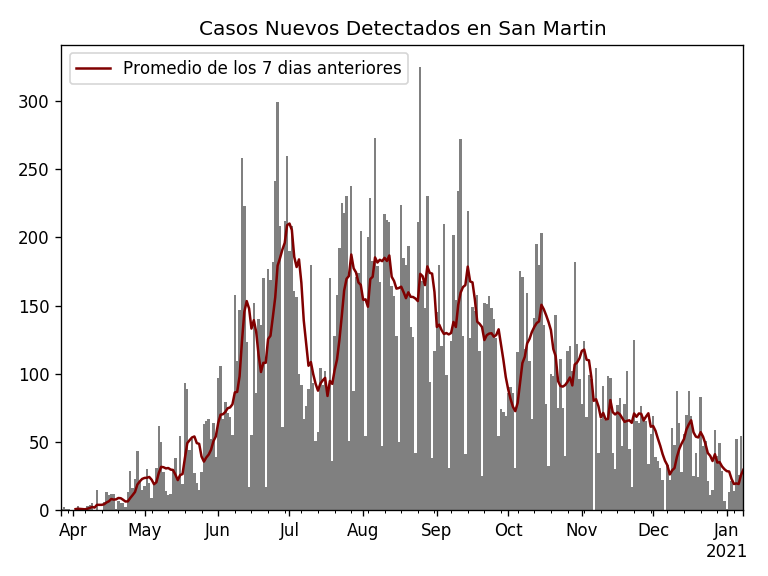 Casos Nuevos Detectados en San Martin
Promedio de los 7 dias anteriores
300
250
200
150
100
50
0
Apr May Jun Jul Aug Sep Oct Nov Dec Jan
2021